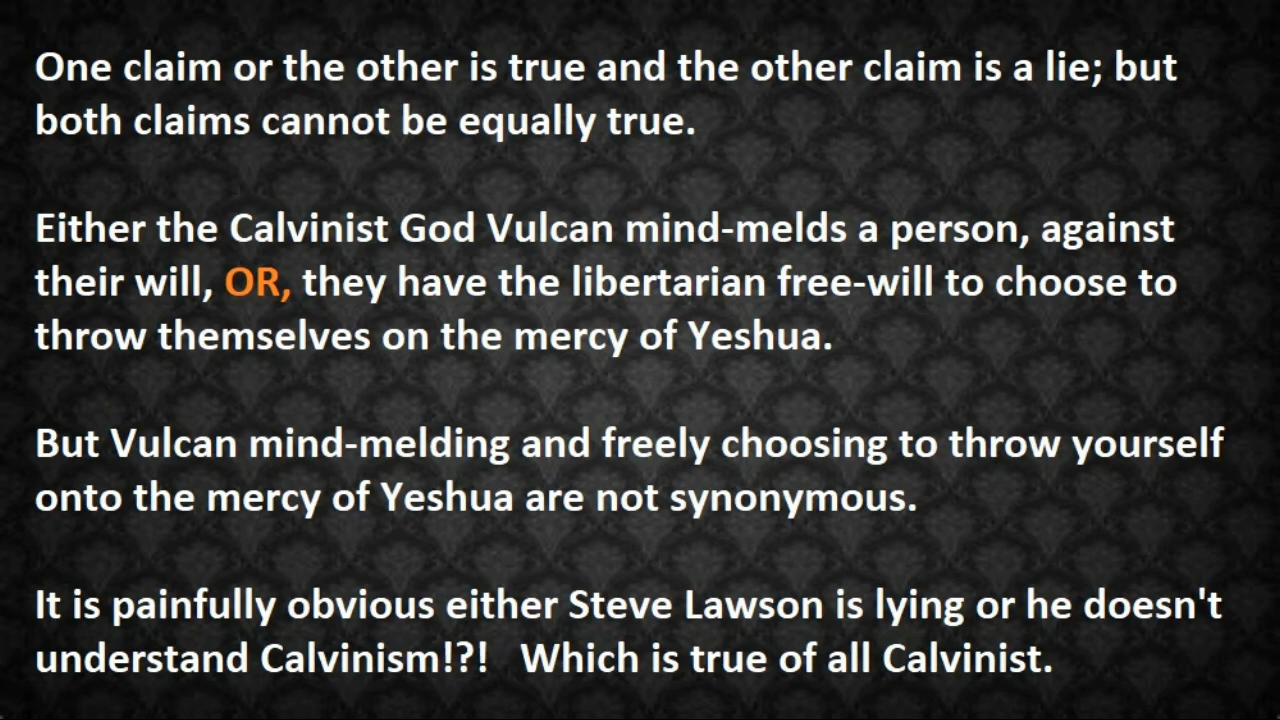 One claim or the other is true and the other claim is a lie; but
both claims cannot be equally true.
Either the Calvinist God Vulcan mind-melds a person, against
their will, OR, they have the libertarian free-will to choose to
throw themselves on the mercy of Yeshua.
But Vulcan mind-melding and freely choosing to throw yourself
onto the mercy of Yeshua are not synonymous.
It is painfully obvious either Steve Lawson is lying or he doesn't
understand Calvinism!?!   Which is true of all Calvinist.